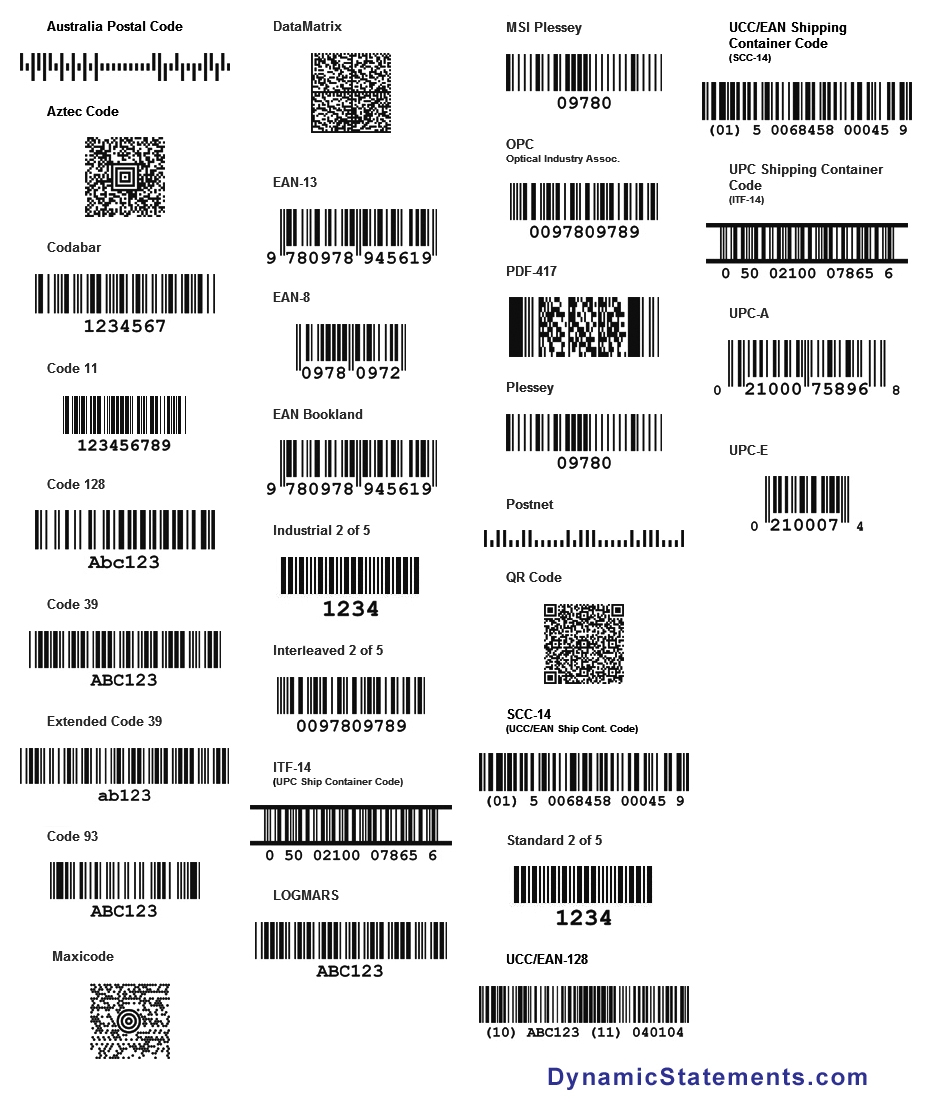 Australia Postal Code
Aztec Code
Codabar
1234567
Code 11
123456789
Code 128
Abc123
Code 39
ABC123
Extended Code 39
ab123
Code 93
ABC123
Maxicode
DataMatrix
EAN-13
9 780978 945619
EAN-8
0978 0972
EAN Bookland
9 780978 945619
Industrial 2 of 5
1234
Interleaved 2 of 5
0097809789
ITF-14
(UPC Ship Container Code)
0 50 02100 07865 6
LOGMARS
ABC123
MSI Plessey
09780
OPC
Optical Industry Assoc.
0097809789
PDF-417
Plessey
09780
Postnet
QR Code
SCC-14
(UCC/EAN Ship Cont. Code)
(01) 5 0068458 00045 9
Standard 2 of 5
1234
UCC/EAN-128
(10) ABC123 (11) 040104
UCC/EAN Shipping
Container Code
(SCC-14)
(01) 5 0068458 00045 9
UPC Shipping Container
Code
(ITF-14)
0 50 02100 07865 6
UPC-A
0 21000 75896 8
UPC-E
0 210007 4
DynamicStatements.com